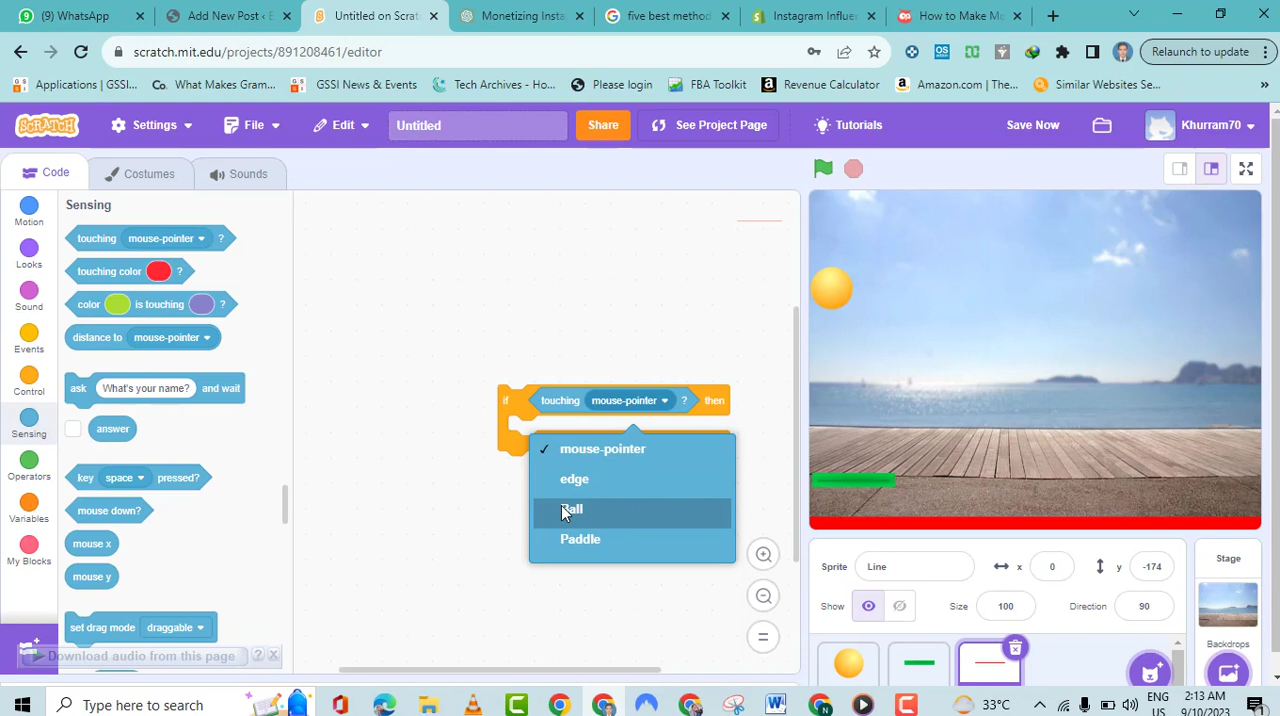 WhatsApp
Add New Post ‹ E
Untitled on Scrat
Monetizing Insta
five best method
Instagram Influer
How to Make Mo
scratch.mit.edu/projects/891208461/editor
Relaunch to update
Applications | GSSI...
Co. What Makes Gram...
GSSI News & Events
Tech Archives - Ho...
Please login
FBA Toolkit
Revenue Calculator
Amazon.com | The...
Similar Websites Se...
SCRATCH
Settings
File
Edit
Untitled
Share
See Project Page
Tutorials
Save Now
Khurram70
Code
Costumes
Sounds
Motion
Looks
Sound
Events
Control
Sensing
Operators
Variables
My Blocks
Sensing
touching mouse-pointer ?
touching color ?
color is touching ?
distance to mouse-pointer
ask What's your name? and wait
answer
key space pressed?
mouse down?
mouse x
mouse y
set drag mode draggable
Download audio from this page ?
if touching mouse-pointer ? then
✓ mouse-pointer
edge
Ball
Paddle
Sprite Line x 0 y -174
Show Size 100 Direction 90
Stage
Backdrops
Type here to search
33°C
ENG
US
2:13 AM
9/10/2023